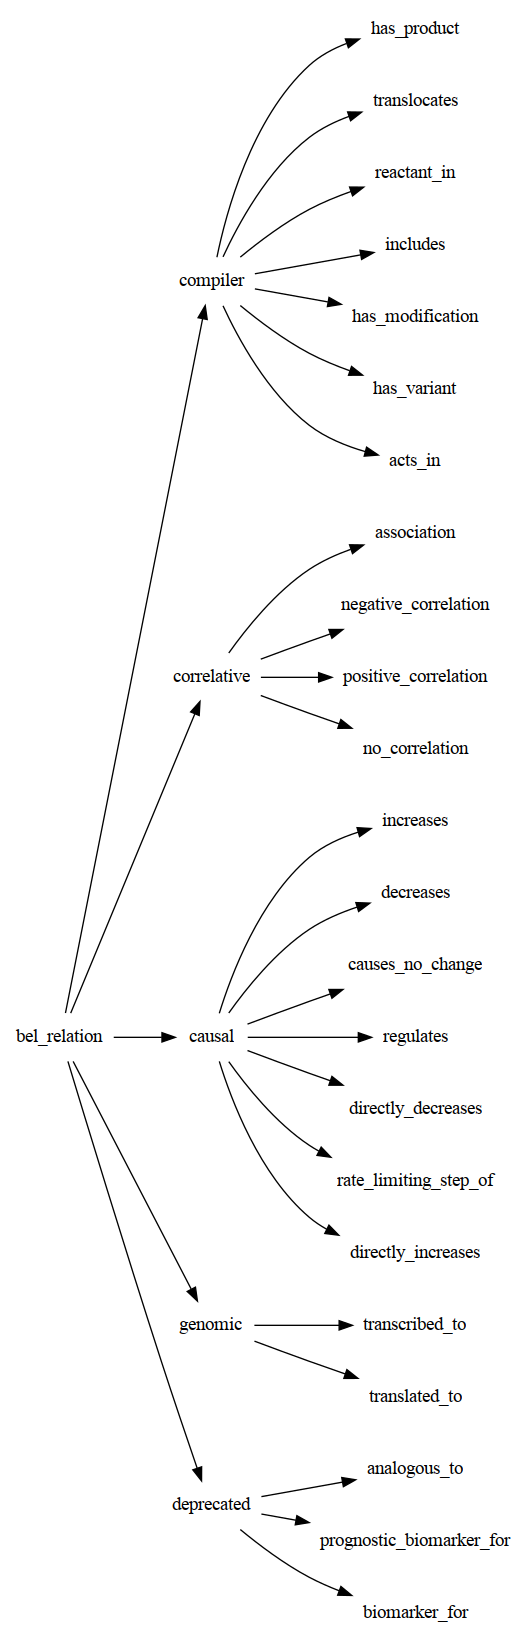 has_product
translocates
reactant_in
includes
compiler
has_modification
has_variant
acts_in
association
negative_correlation
correlative
positive_correlation
no_correlation
increases
decreases
causes_no_change
bel_relation
causal
regulates
directly_decreases
rate_limiting_step_of
directly_increases
genomic
transcribed_to
translated_to
analogous_to
deprecated
prognostic_biomarker_for
biomarker_for